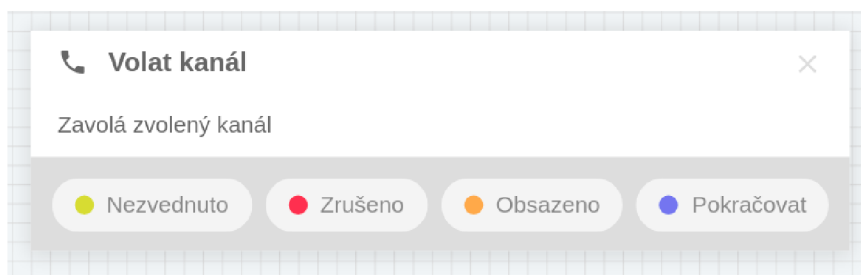 Volat kanál
Zavolá zvolený kanál
Nezvednuto Zrušeno Obsazeno Pokračovat